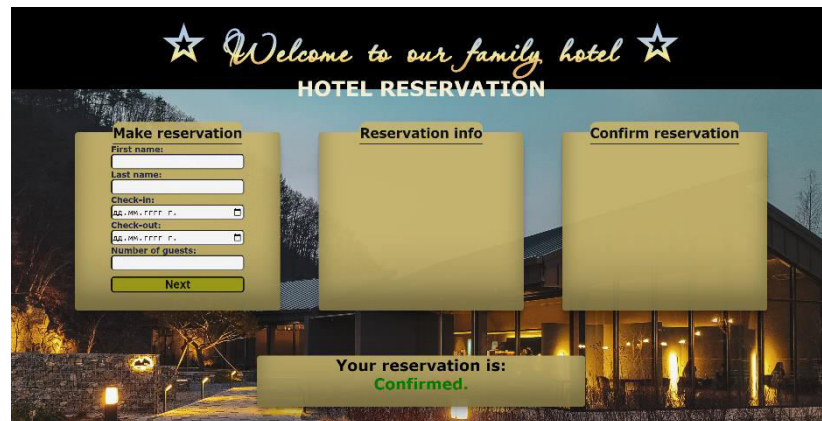 Welcome to our family hotel
HOTEL RESERVATION
Make reservation
First name:
Last name:
Check-in:
дд.мм.гггг г.
Check-out:
дд.мм.гггг г.
Number of guests:
Next
Reservation info
Confirm reservation
Your reservation is:
Confirmed.